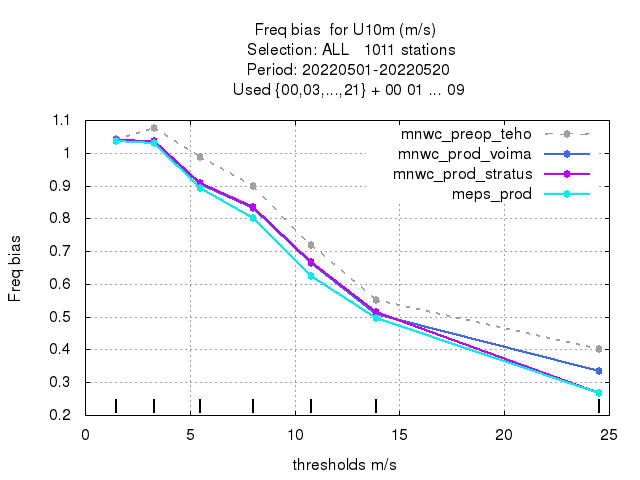 Freq bias  for U10m (m/s)
Selection: ALL   1011 stations
Period: 20220501-20220520
Used {00,03,...,21} + 00 01 ... 09
mnwc_preop_teho
mnwc_prod_voima
mnwc_prod_stratus
meps_prod
1.1
1
0.9
0.8
0.7
0.6
0.5
0.4
0.3
0.2
Freq bias
0 5 10 15 20 25
thresholds m/s